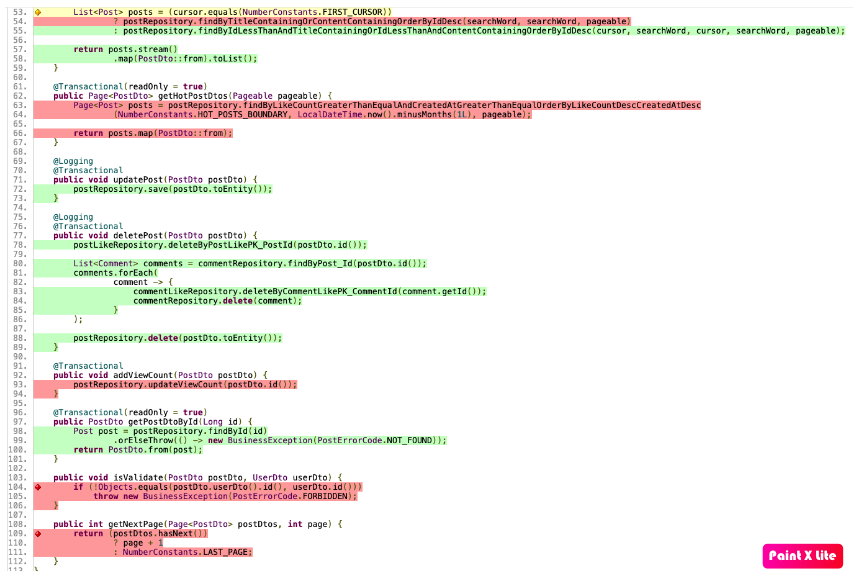 53. List<Post> posts = (cursor.equals(NumberConstants.FIRST_CURSOR))
54. ? postRepository.findByTitleContainingOrContentContainingOrderByIdDesc(searchWord, searchWord, pageable)
55. : postRepository.findByIdLessThanAndTitleContainingOrIdLessThanAndContentContainingOrderByIdDesc(cursor, searchWord, cursor, searchWord, pageable);
56.
57. return posts.stream()
58. .map(PostDto::from).toList();
59. }
60.
61. @Transactional(readOnly = true)
62. public Page<PostDto> getHotPostDtos(Pageable pageable) {
63. Page<Post> posts = postRepository.findByLikeCountGreaterThanEqualAndCreatedAtGreaterThanEqualOrderByLikeCountDescCreatedAtDesc
64. (NumberConstants.HOT_POSTS_BOUNDARY, LocalDateTime.now().minusMonths(1L), pageable);
65.
66. return posts.map(PostDto::from);
67. }
68.
69. @Logging
70. @Transactional
71. public void updatePost(PostDto postDto) {
72. postRepository.save(postDto.toEntity());
73. }
74.
75. @Logging
76. @Transactional
77. public void deletePost(PostDto postDto) {
78. postLikeRepository.deleteByPostLikePK_PostId(postDto.id());
79.
80. List<Comment> comments = commentRepository.findByPost_Id(postDto.id());
81. comments.forEach(
82. comment -> {
83. commentLikeRepository.deleteByCommentLikePK_CommentId(comment.getId());
84. commentRepository.delete(comment);
85. }
86. );
87.
88. postRepository.delete(postDto.toEntity());
89. }
90.
91. @Transactional
92. public void addViewCount(PostDto postDto) {
93. postRepository.updateViewCount(postDto.id());
94. }
95.
96. @Transactional(readOnly = true)
97. public PostDto getPostDtoById(Long id) {
98. Post post = postRepository.findById(id)
99. .orElseThrow(() -> new BusinessException(PostErrorCode.NOT_FOUND));
100. return PostDto.from(post);
101. }
102.
103. public void isValidate(PostDto postDto, UserDto userDto) {
104. if (!Objects.equals(postDto.userDto().id(), userDto.id()))
105. throw new BusinessException(PostErrorCode.FORBIDDEN);
106. }
107.
108. public int getNextPage(Page<PostDto> postDtos, int page) {
109. return (postDtos.hasNext())
110. ? page + 1
111. : NumberConstants.LAST_PAGE;
112. }
113. }
Paint X Lite